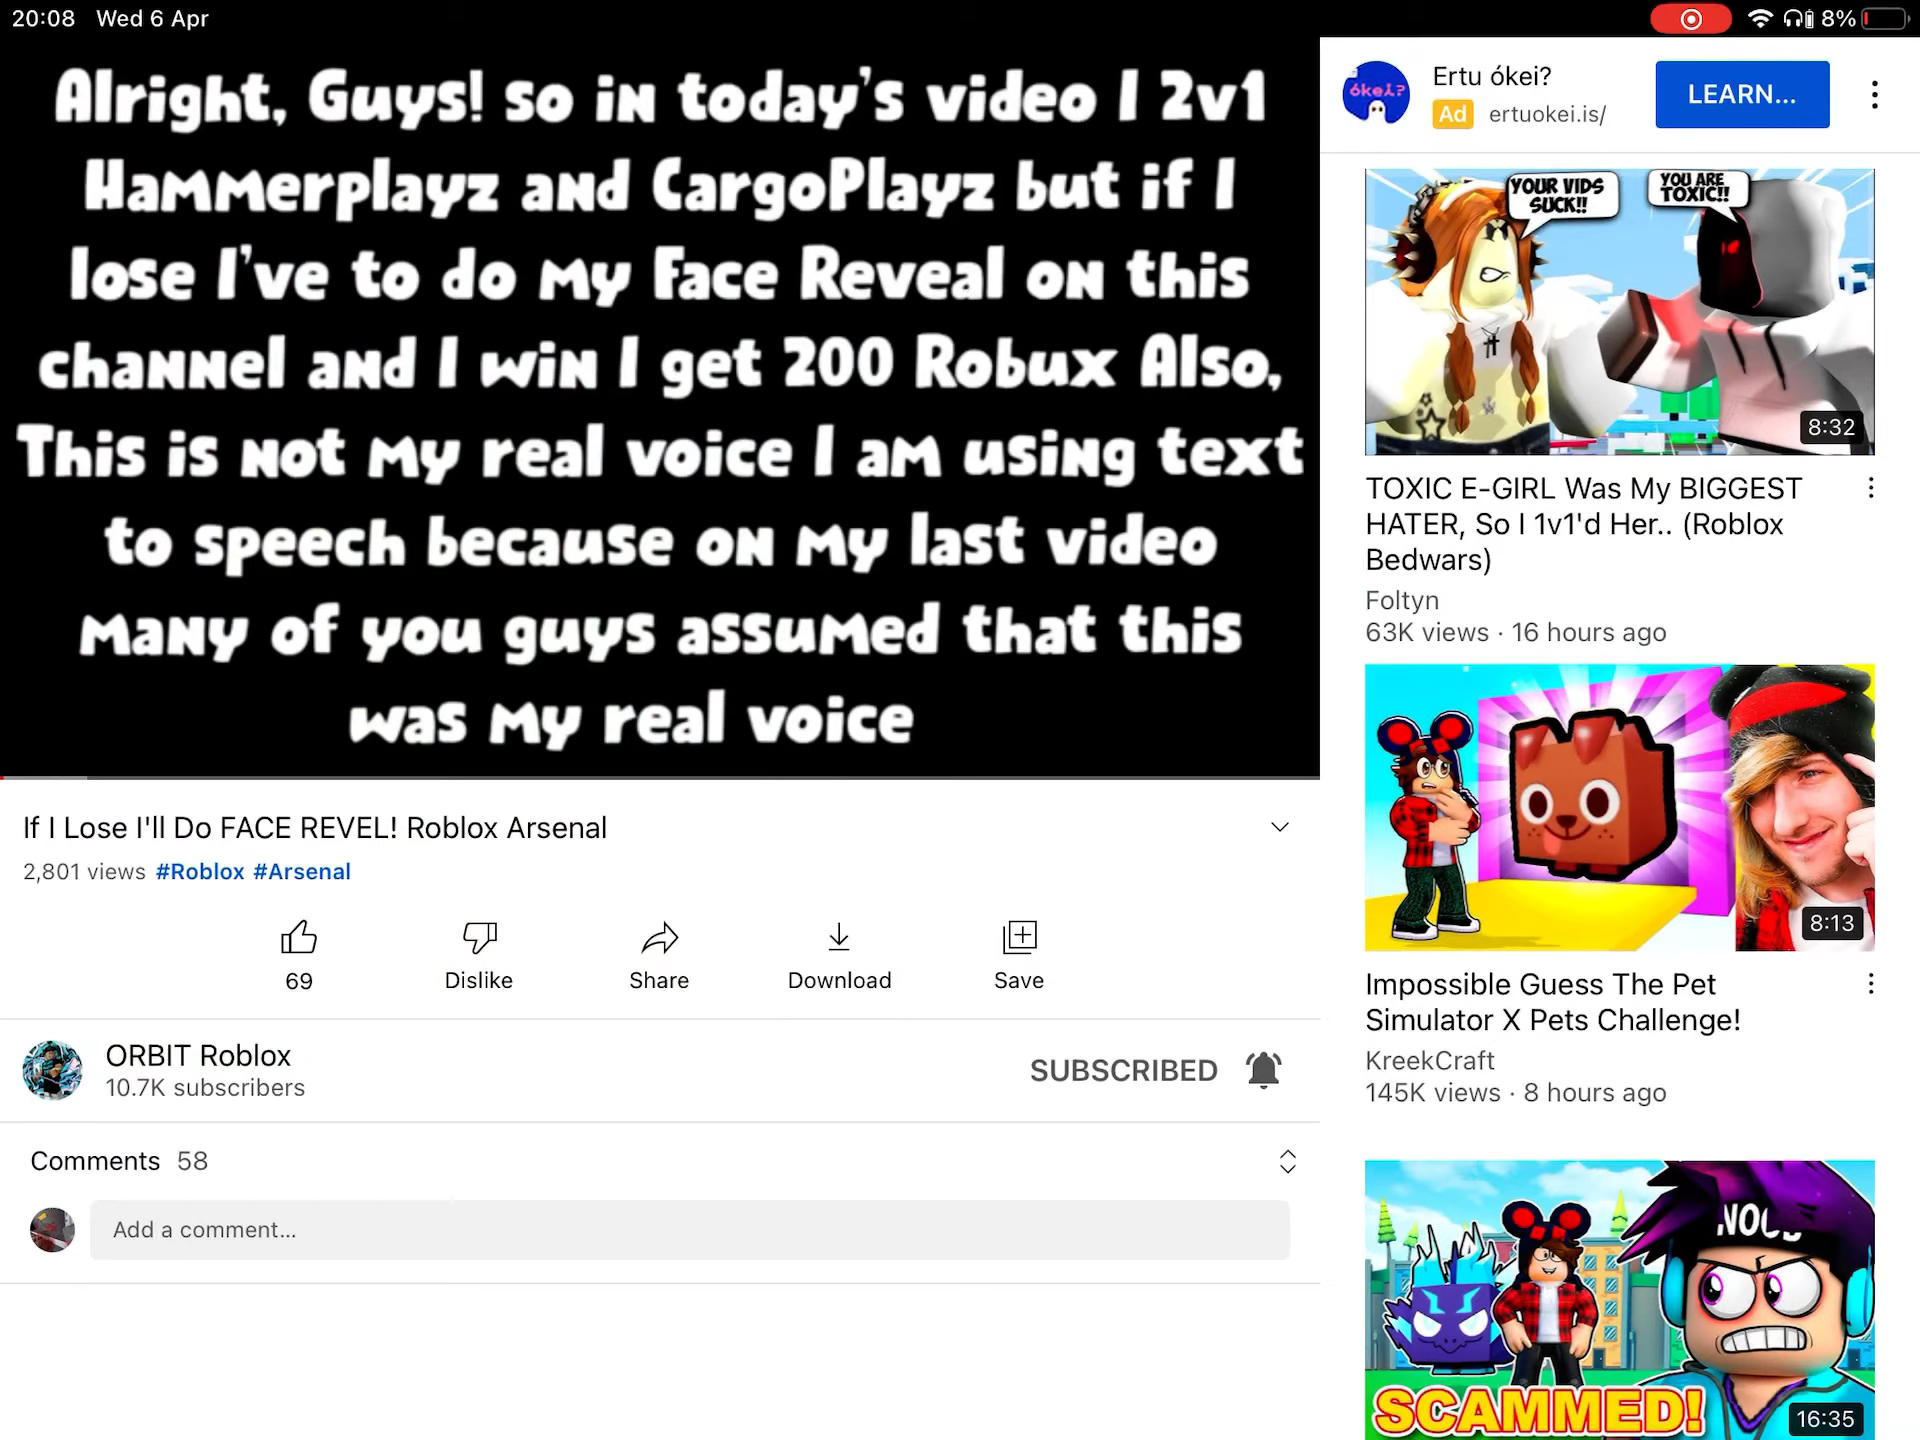 20:08 Wed 6 Apr
8%
Alright, Guys! so in today's video I 2v1
Hammerplayz and CargoPlayz but if I
lose I've to do my Face Reveal on this
channel and I win I get 200 Robux Also,
This is not my real voice I am using text
to speech because on my last video
many of you guys assumed that this
was my real voice
If I Lose I'll Do FACE REVEL! Roblox Arsenal
2,801 views #Roblox #Arsenal
69
Dislike
Share
Download
Save
ORBIT Roblox
10.7K subscribers
SUBSCRIBED
Comments 58
Add a comment...
ókei?
Ertu ókei?
Ad ertuokei.is/
LEARN...
YOUR VIDS
SUCK!!
YOU ARE
TOXIC!!
8:32
TOXIC E-GIRL Was My BIGGEST
HATER, So I 1v1'd Her.. (Roblox
Bedwars)
Foltyn
63K views · 16 hours ago
8:13
Impossible Guess The Pet
Simulator X Pets Challenge!
KreekCraft
145K views · 8 hours ago
SCAMMED!
16:35